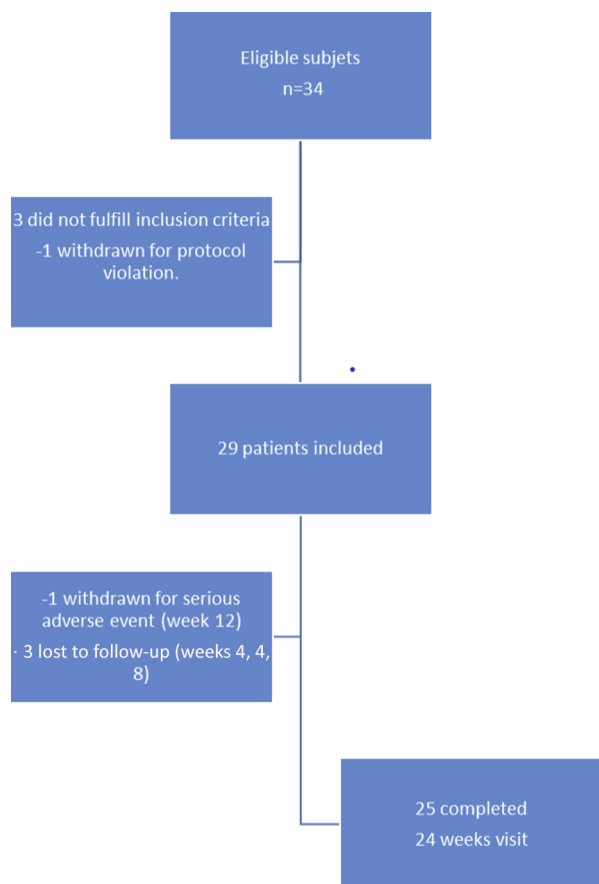 Eligible subjets
n=34
3 did not fulfill inclusion criteria
-1 withdrawn for protocol
violation.
29 patients included
-1 withdrawn for serious
adverse event (week 12)
· 3 lost to follow-up (weeks 4, 4,
8)
25 completed
24 weeks visit